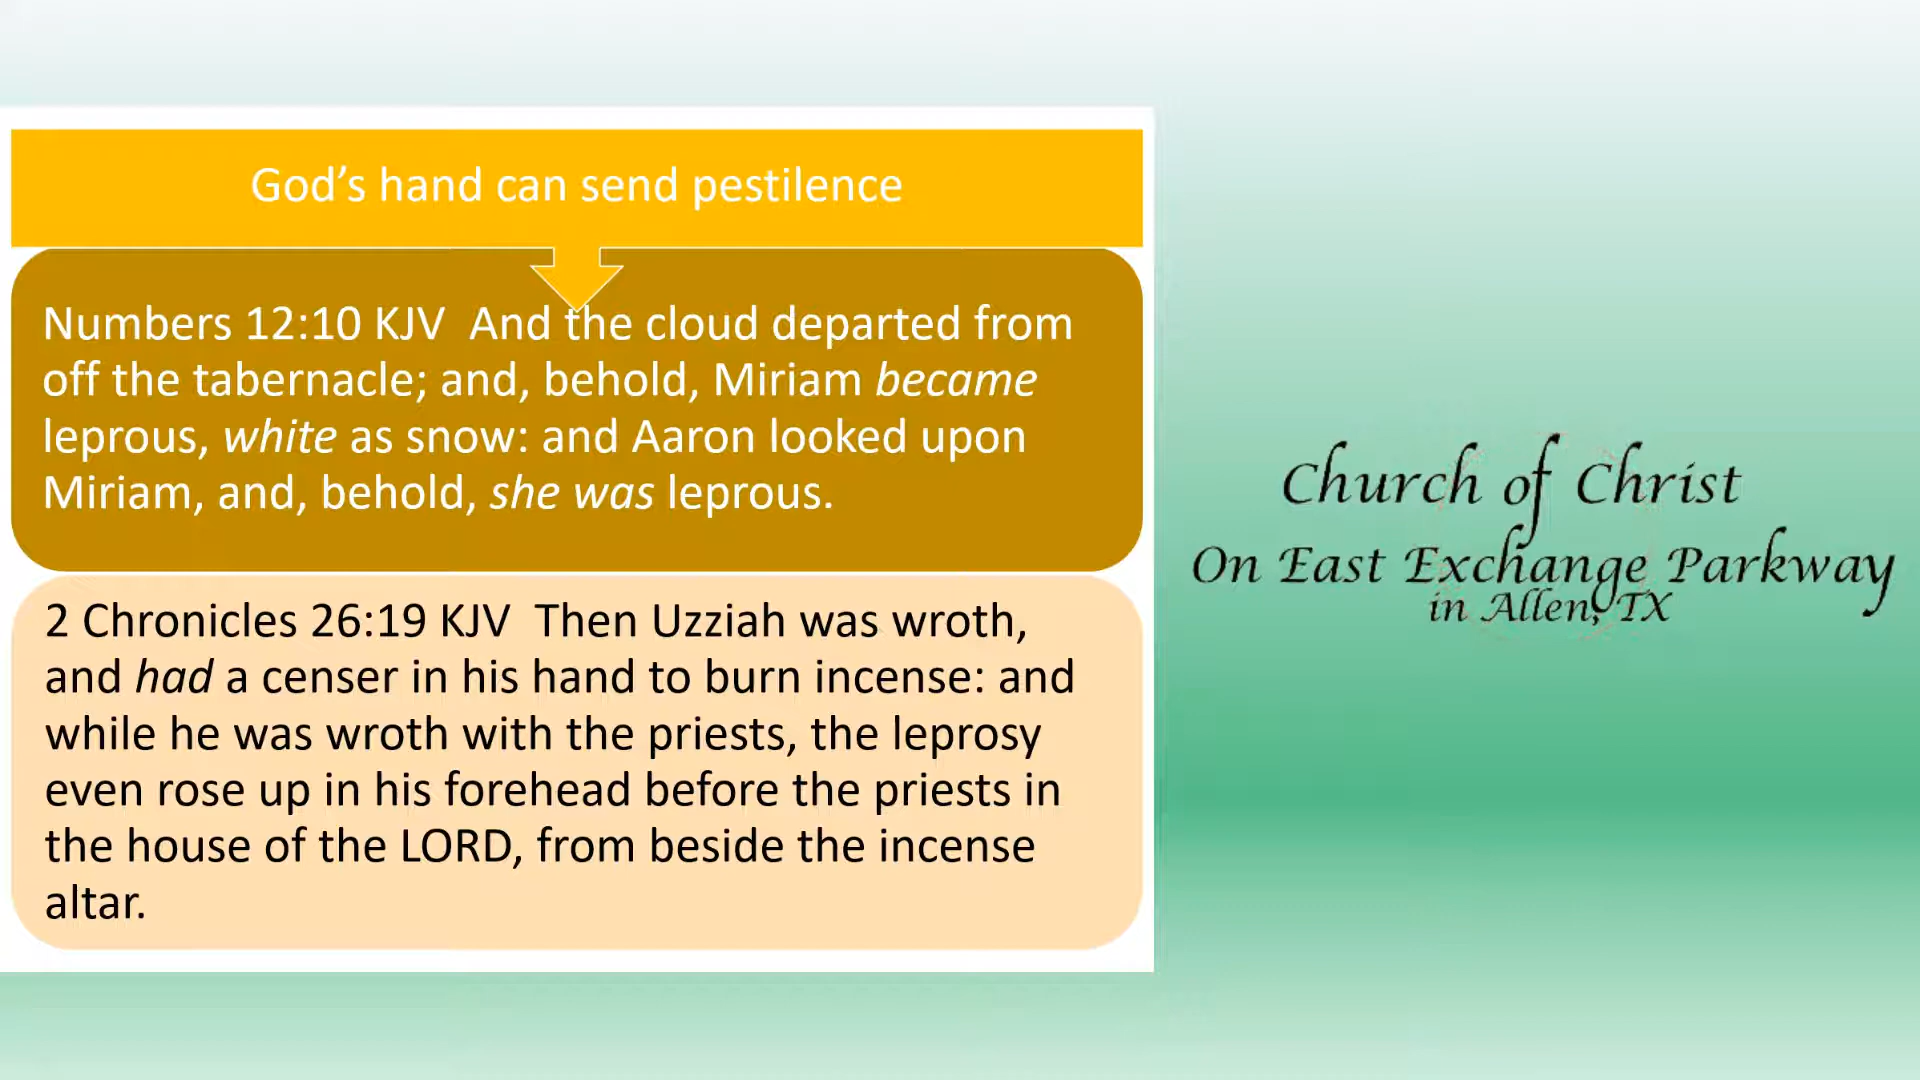 God’s hand can send pestilence
Numbers 12:10 KJV  And the cloud departed from
off the tabernacle; and, behold, Miriam became
leprous, white as snow: and Aaron looked upon
Miriam, and, behold, she was leprous.
2 Chronicles 26:19 KJV  Then Uzziah was wroth,
and had a censer in his hand to burn incense: and
while he was wroth with the priests, the leprosy
even rose up in his forehead before the priests in
the house of the LORD, from beside the incense
altar.
Church of Christ
On East Exchange Parkway
in Allen, TX